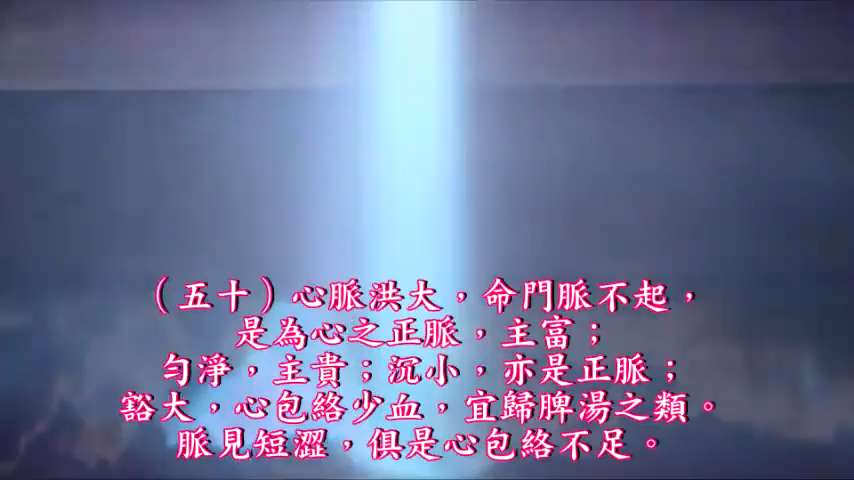 （五十）心脈洪大，命門脈不起，
是為心之正脈，主富；
勻淨，主貴；沉小，亦是正脈；
豁大，心包絡少血，宜歸脾湯之類。
脈見短澀，俱是心包絡不足。